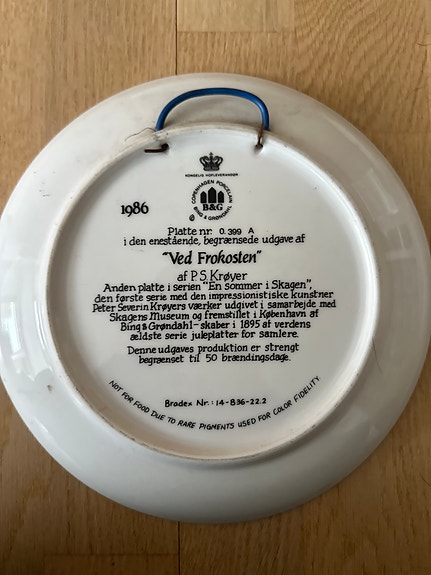 KONGELIG HOFLEVERANDØR
COPENHAGEN PORCELAIN
B&G
BING & GRØNDAHL
1986
Platte nr. 0.399 A
i den enestående, begrænsede udgave af
"Ved Frokosten"
af P.S. Krøyer
Anden platte i serien "En sommer i Skagen",
den første serie med den impressionistiske kunstner
Peter Severin Krøyers værker udgivet i samarbejde med
Skagens Museum og fremstillet i København af
Bing & Grøndahl - skaber i 1895 af verdens
ældste serie juleplatter for samlere.
Denne udgaves produktion er strengt
begrænset til 50 brændingsdage.
Bradex Nr.: 14-B36-22.2
NOT FOR FOOD DUE TO RARE PIGMENTS USED FOR COLOR FIDELITY.